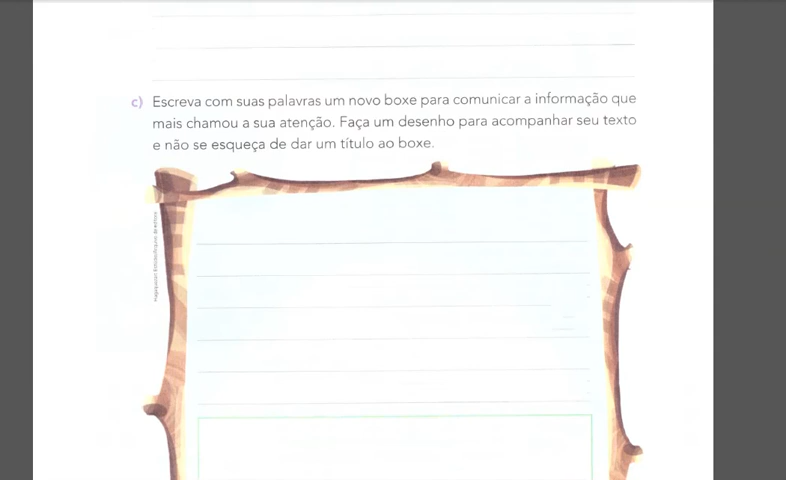 c) Escreva com suas palavras um novo boxe para comunicar a informação que
mais chamou a sua atenção. Faça um desenho para acompanhar seu texto
e não se esqueça de dar um título ao boxe.